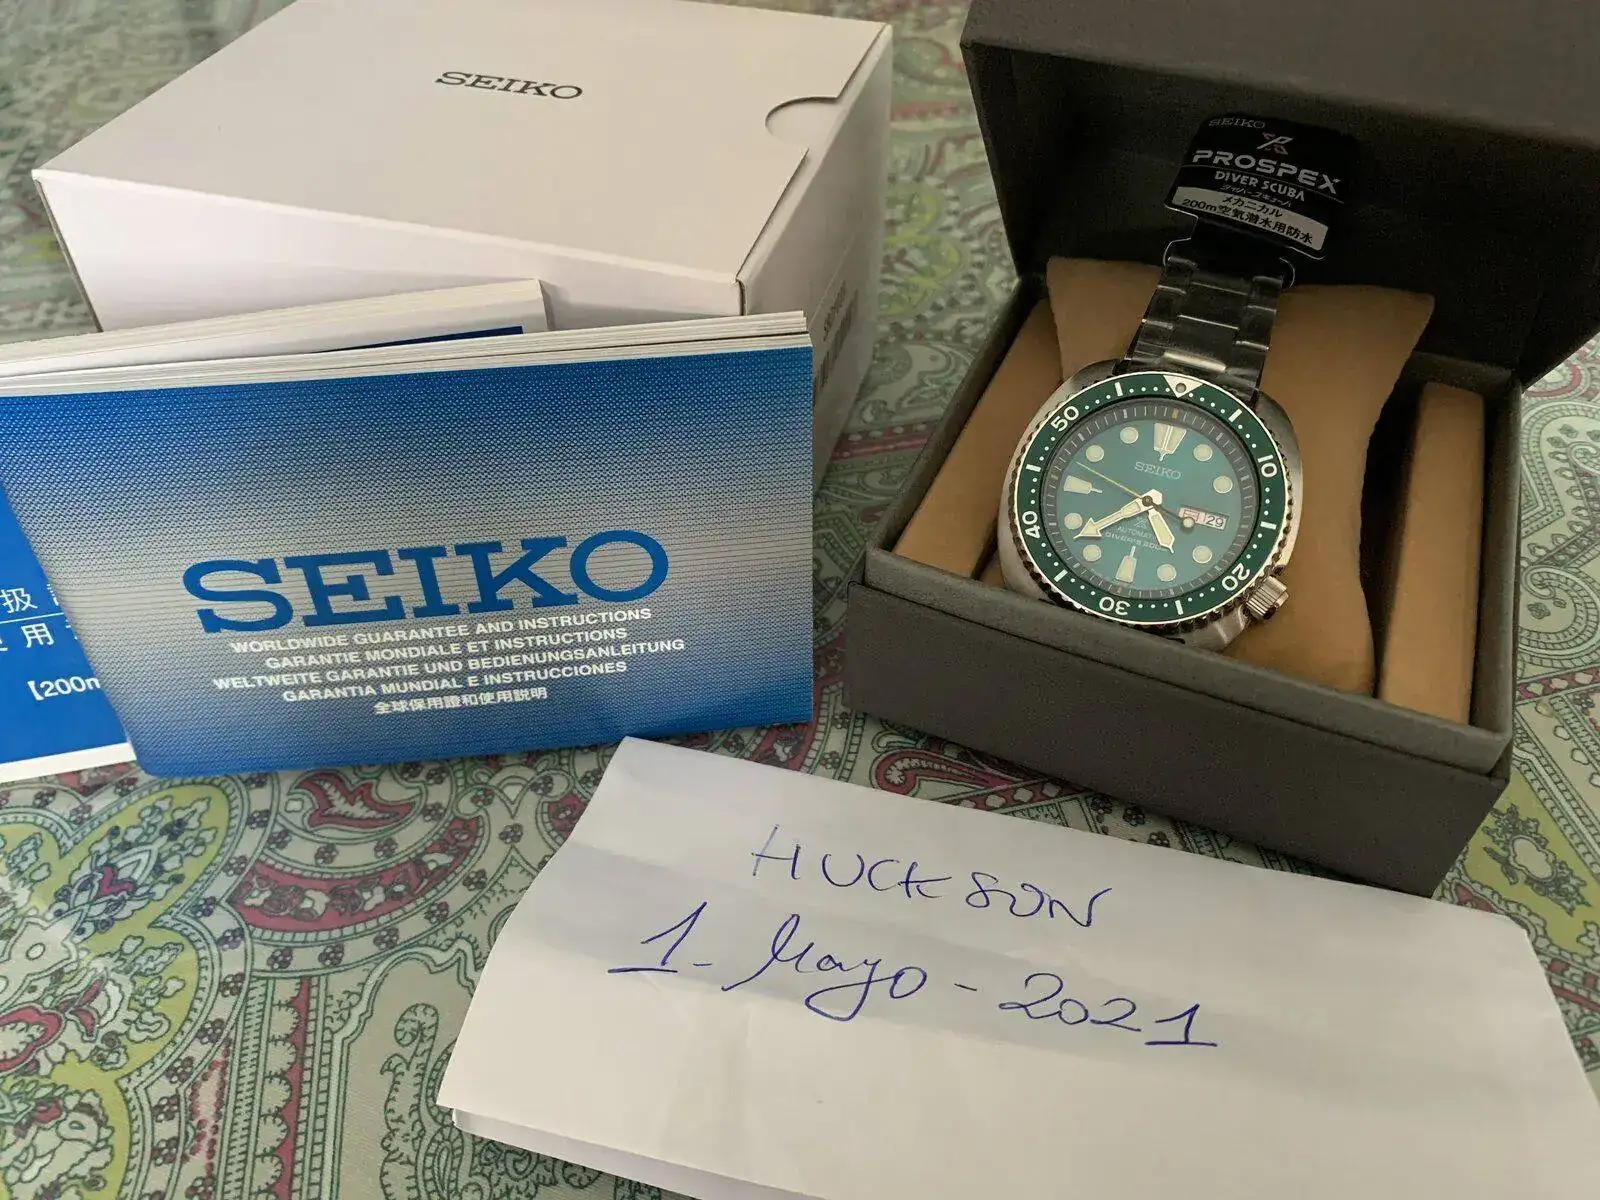 SEIKO
SEIKO
PROSPEX
DIVER SCUBA
メカニカル
200m空気潜水用防水
50
10
40
20
30
SEIKO
29
AUTOMATIC
DIVER'S 200m
SEIKO
WORLDWIDE GUARANTEE AND INSTRUCTIONS
GARANTIE MONDIALE ET INSTRUCTIONS
WELTWEITE GARANTIE UND BEDIENUNGSANLEITUNG
GARANTIA MUNDIAL E INSTRUCCIONES
全球保用證和使用説明
扱
用
【200m
HUCKSON
1-Mayo-2021